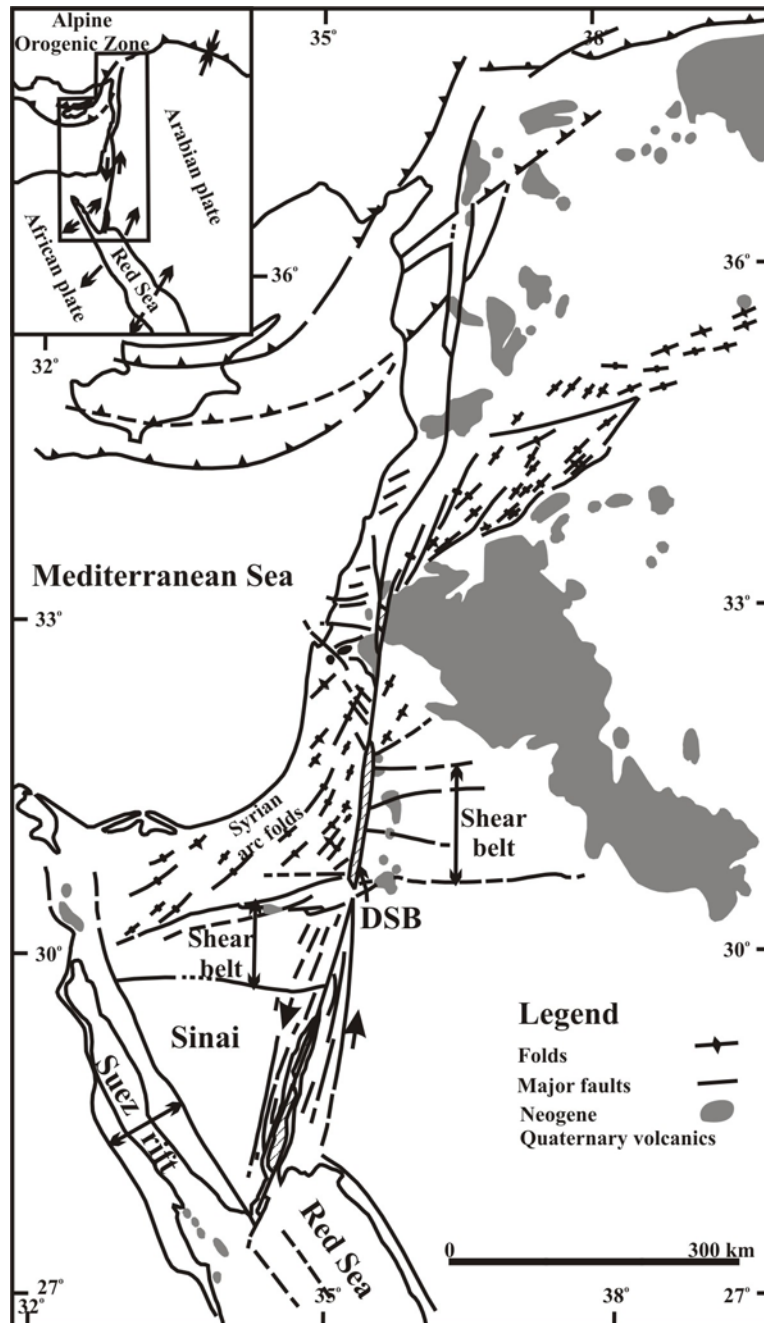 Alpine
Orogenic Zone
35°
38
Arabian plate
African plate
Red Sea
36°
36°
32°
Mediterranean Sea
33°
33°
Syrian
arc folds
Shear
belt
DSB
30°
Shear
belt
30°
Sinai
Suez
rift
Legend
Folds
Major faults
Neogene
Quaternary volcanics
Red Sea
0
300 km
27°
32°
35°
38°
27°